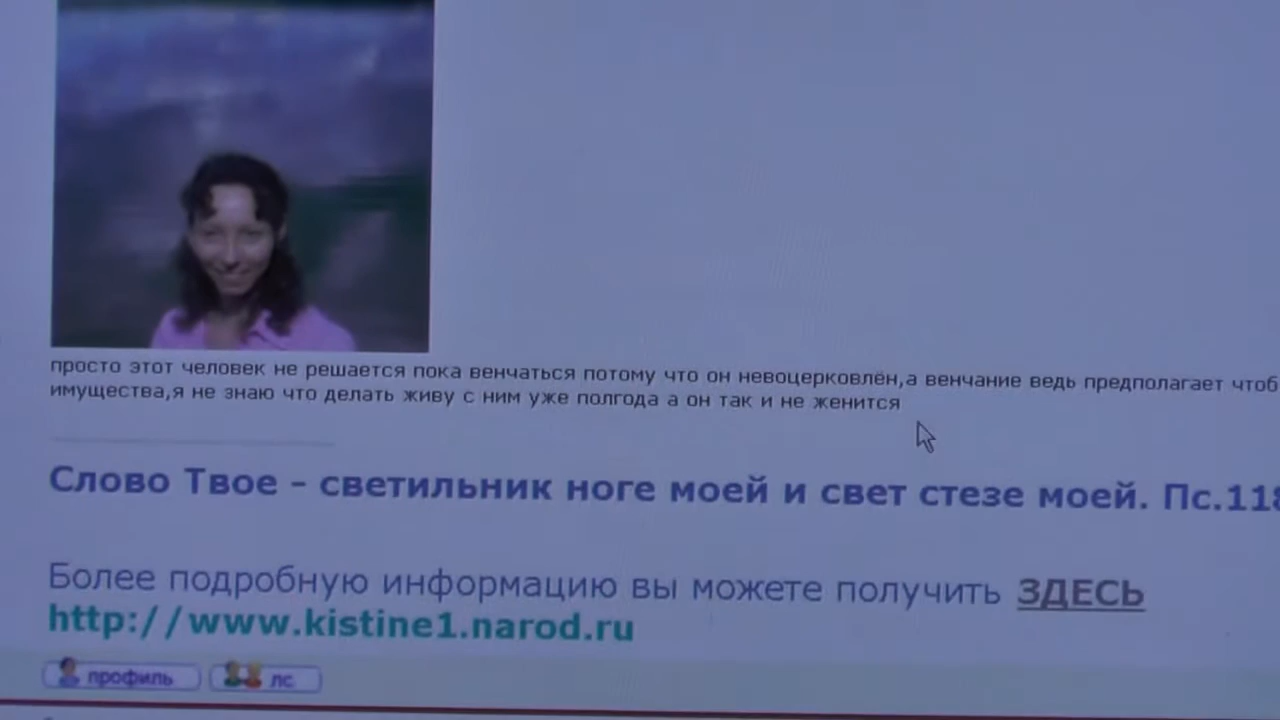 просто этот человек не решается пока венчаться потому что он невоцерковлён,а венчание ведь предполагает чтоб
имущества,я не знаю что делать живу с ним уже полгода а он так и не женится
Слово Твое - светильник ноге моей и свет стезе моей. Пс.118
Более подробную информацию вы можете получить ЗДЕСЬ
http://www.kistine1.narod.ru
профиль лс